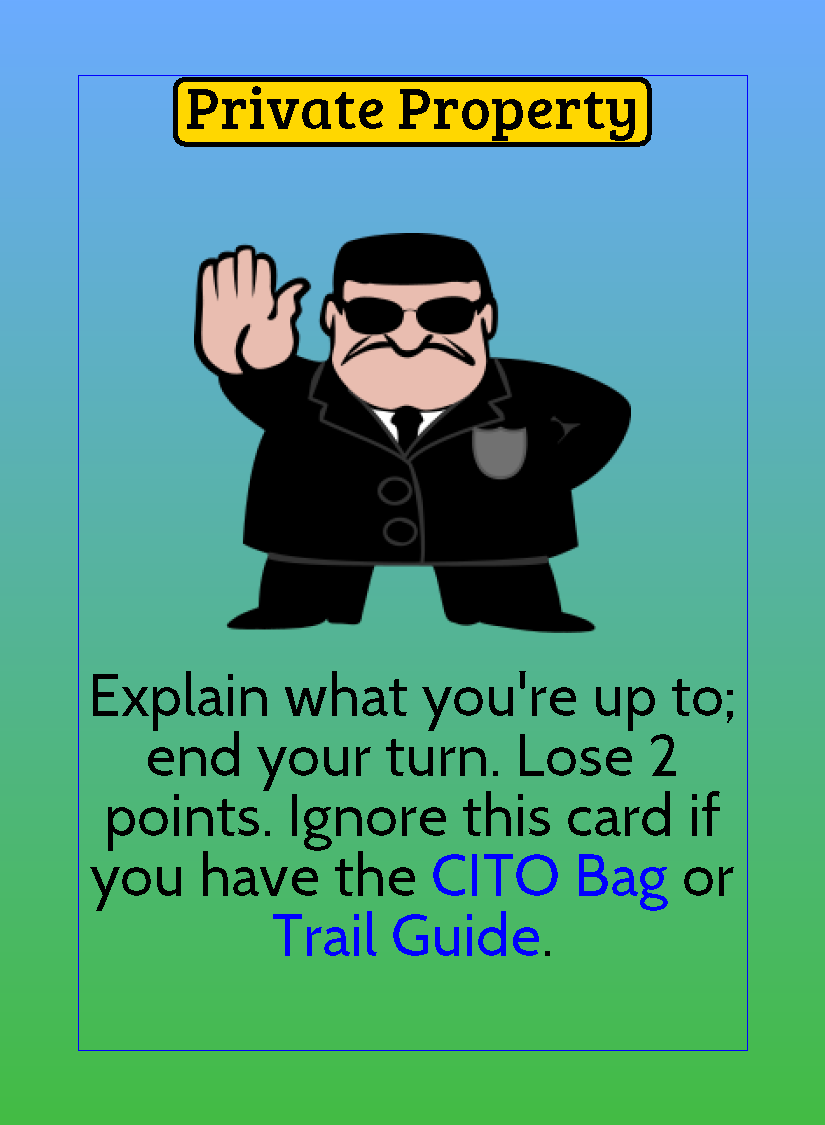 Private Property
Explain what you're up to;
end your turn. Lose 2
points. Ignore this card if
you have the CITO Bag or
Trail Guide.